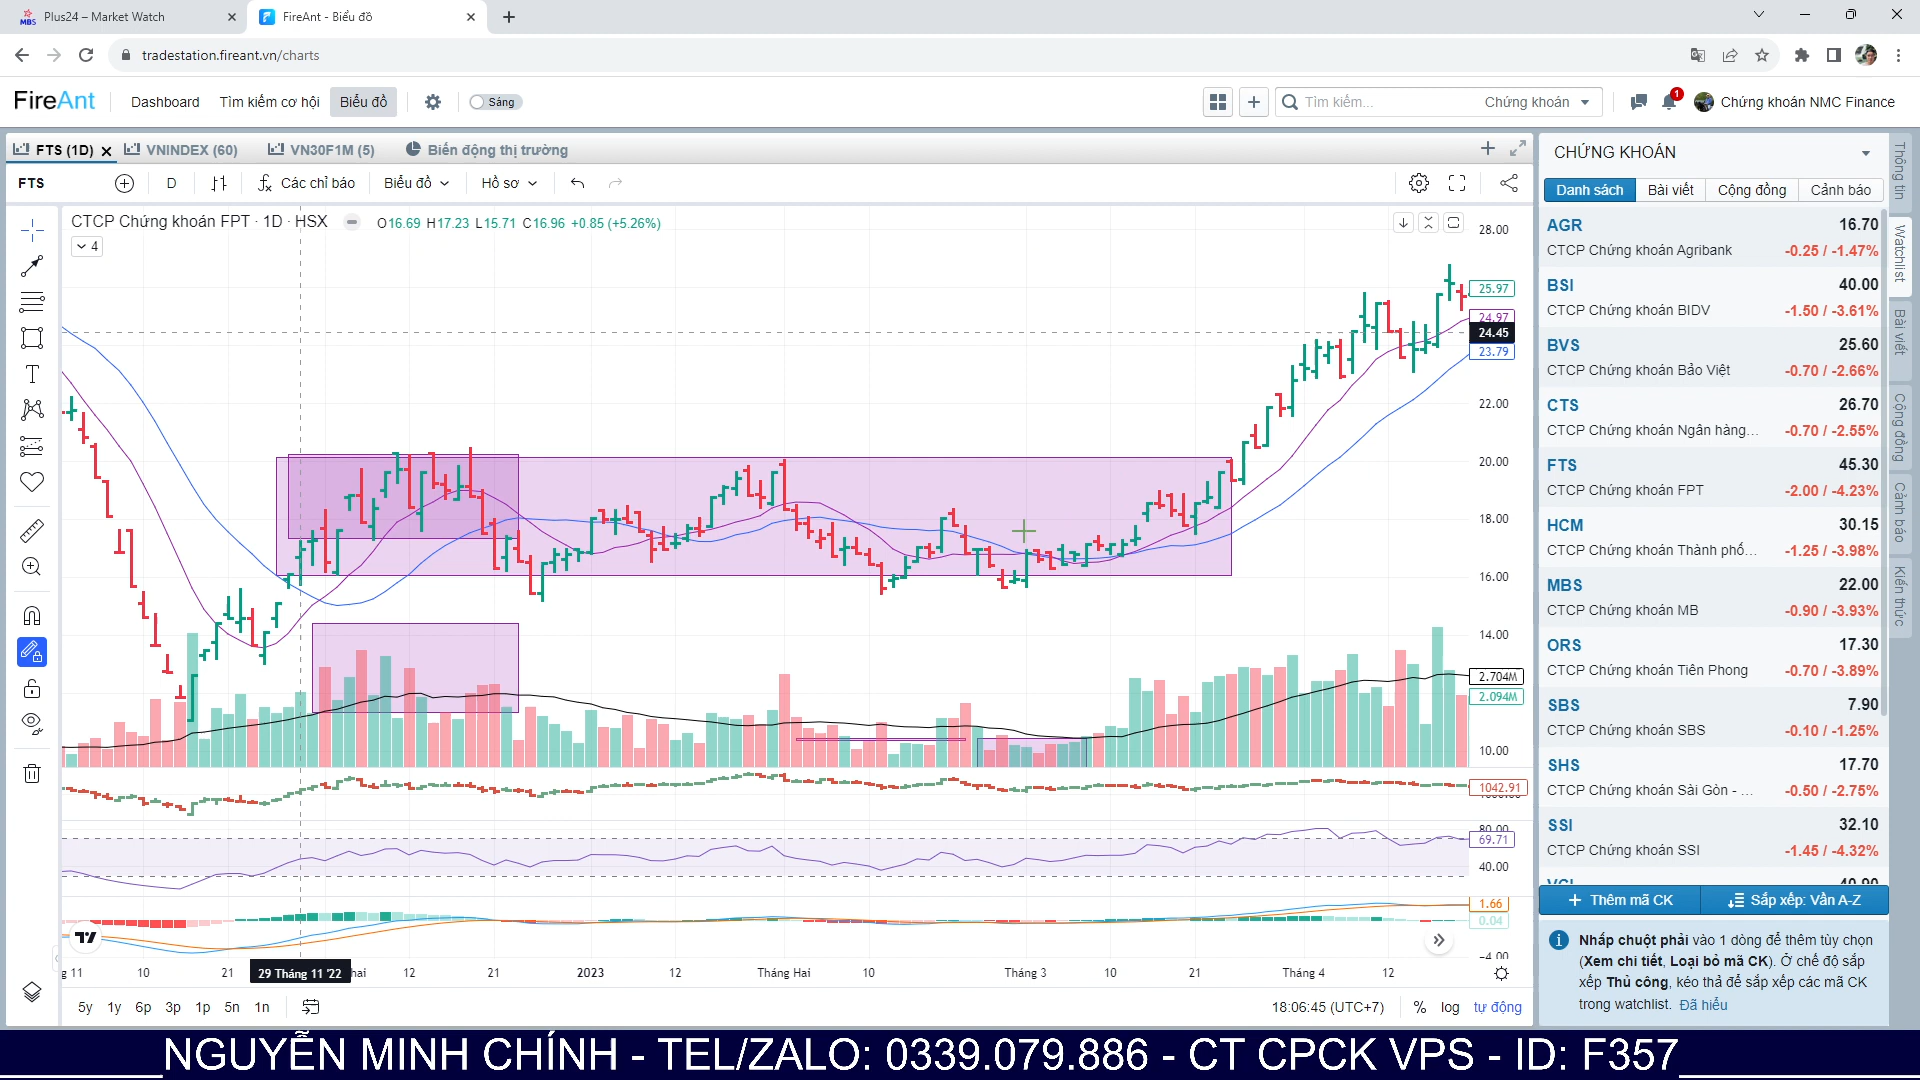 MBS Plus24 – Market Watch
FireAnt - Biểu đồ
tradestation.fireant.vn/charts
FireAnt Dashboard Tìm kiếm cơ hội Biểu đồ Sáng Tìm kiếm... Chứng khoán 1 Chứng khoán NMC Finance
FTS (1D) VNINDEX (60) VN30F1M (5) Biến động thị trường
FTS D Các chỉ báo Biểu đồ Hồ sơ
CTCP Chứng khoán FPT · 1D · HSX O16.69 H17.23 L15.71 C16.96 +0.85 (+5.26%)
4
28.00
25.97
24.97
24.45
23.79
22.00
20.00
18.00
16.00
14.00
2.704M
2.094M
10.00
1042.91
80.00
69.71
40.00
1.66
0.04
-4.00
11 10 21 29 Tháng 11 '22 hai 12 21 2023 12 Tháng Hai 10 Tháng 3 10 21 Tháng 4 12
5y 1y 6p 3p 1p 5n 1n 18:06:45 (UTC+7) % log tự động
CHỨNG KHOÁN
Danh sách Bài viết Cộng đồng Cảnh báo
AGR 16.70
CTCP Chứng khoán Agribank -0.25 / -1.47%
BSI 40.00
CTCP Chứng khoán BIDV -1.50 / -3.61%
BVS 25.60
CTCP Chứng khoán Bảo Việt -0.70 / -2.66%
CTS 26.70
CTCP Chứng khoán Ngân hàng... -0.70 / -2.55%
FTS 45.30
CTCP Chứng khoán FPT -2.00 / -4.23%
HCM 30.15
CTCP Chứng khoán Thành phố... -1.25 / -3.98%
MBS 22.00
CTCP Chứng khoán MB -0.90 / -3.93%
ORS 17.30
CTCP Chứng khoán Tiên Phong -0.70 / -3.89%
SBS 7.90
CTCP Chứng khoán SBS -0.10 / -1.25%
SHS 17.70
CTCP Chứng khoán Sài Gòn - ... -0.50 / -2.75%
SSI 32.10
CTCP Chứng khoán SSI -1.45 / -4.32%
Thêm mã CK Sắp xếp: Vần A-Z
Nhấp chuột phải vào 1 dòng để thêm tùy chọn
(Xem chi tiết, Loại bỏ mã CK). Ở chế độ sắp
xếp Thủ công, kéo thả để sắp xếp các mã CK
trong watchlist. Đã hiểu
Thông tin
Watchlist
Bài viết
Cộng đồng
Cảnh báo
Kiến thức
NGUYỄN MINH CHÍNH - TEL/ZALO: 0339.079.886 - CT CPCK VPS - ID: F357